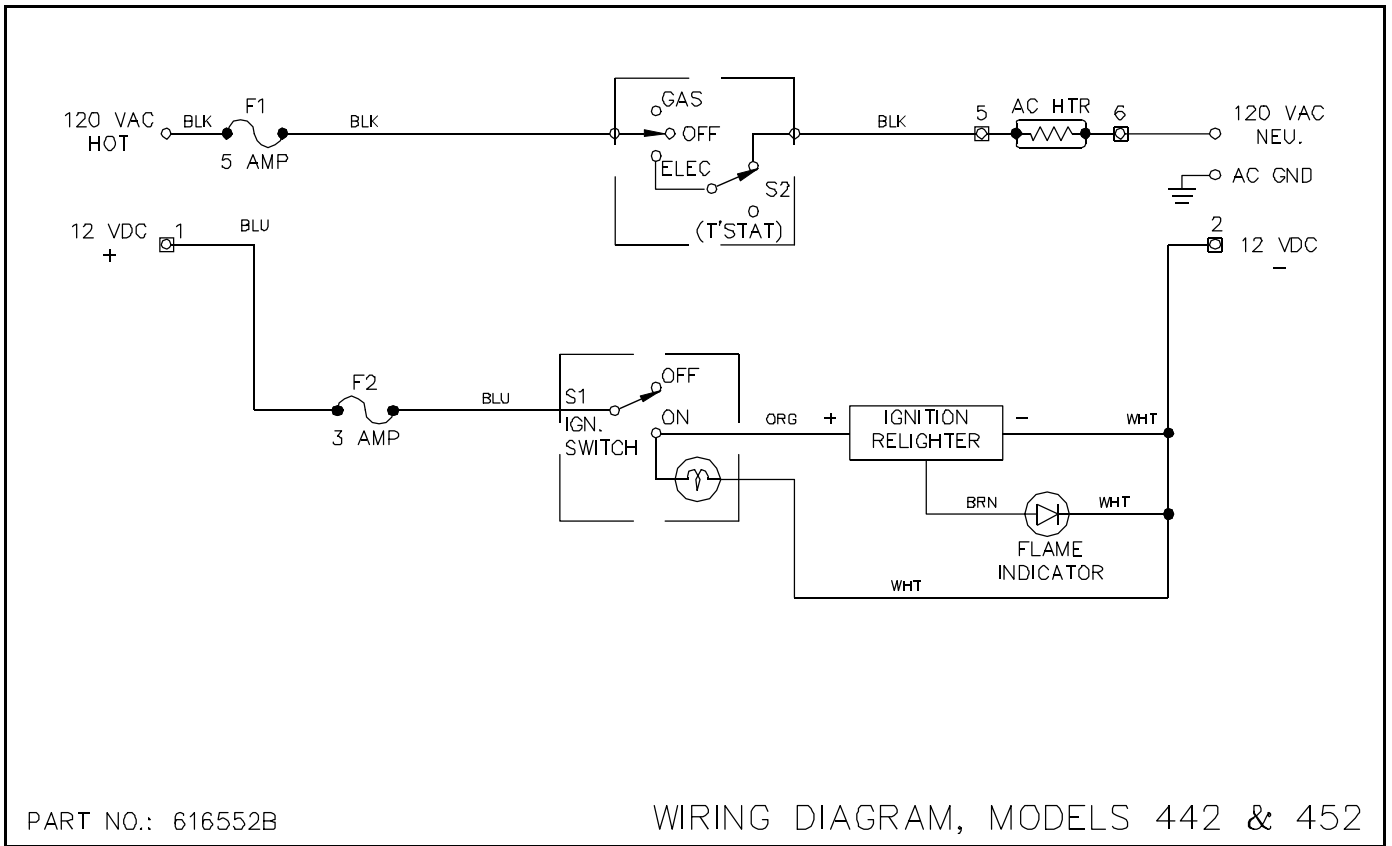 120 VAC
HOT
BLK
F1
5 AMP
BLK
GAS
OFF
ELEC
S2
(T'STAT)
BLK
5
AC HTR
6
120 VAC
NEU.
AC GND
12 VDC
+
1
BLU
2
12 VDC
–
F2
3 AMP
BLU
S1
IGN.
SWITCH
OFF
ON
ORG
+
IGNITION
RELIGHTER
–
WHT
BRN
WHT
FLAME
INDICATOR
WHT
PART NO.: 616552B
WIRING DIAGRAM, MODELS 442 & 452